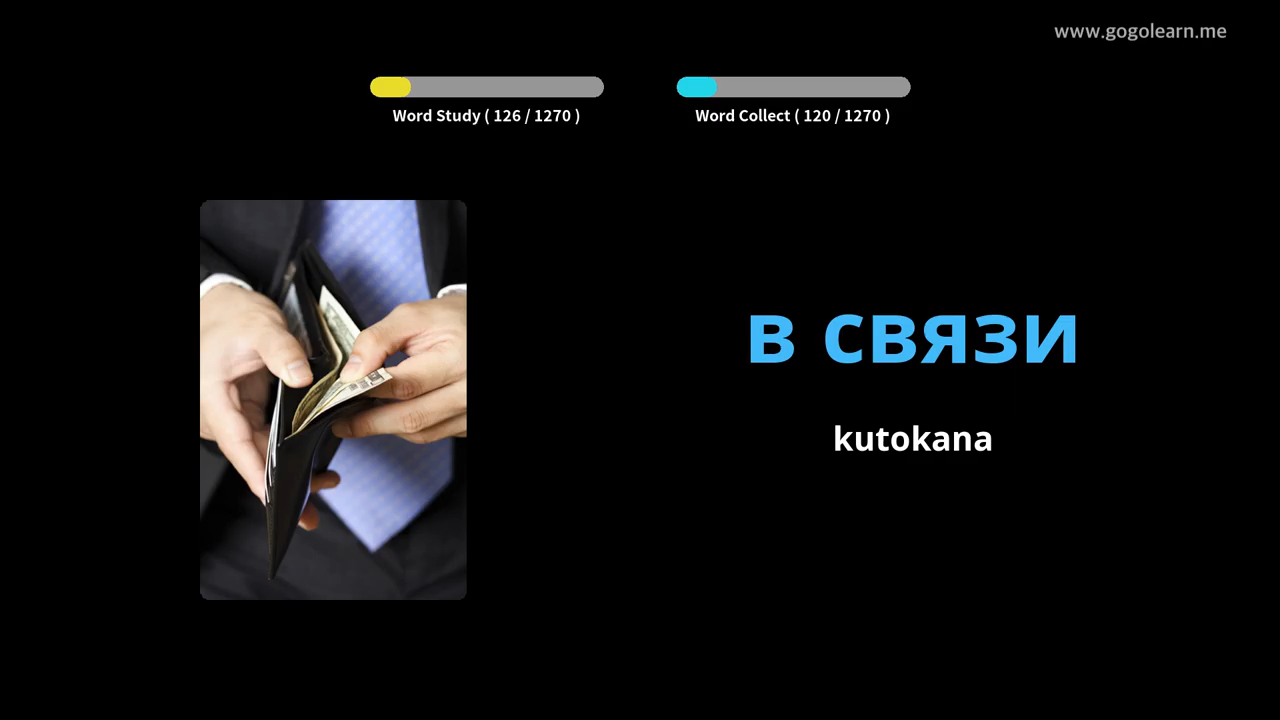 www.gogolearn.me
Word Study ( 126 / 1270 )
Word Collect ( 120 / 1270 )
в связи
kutokana